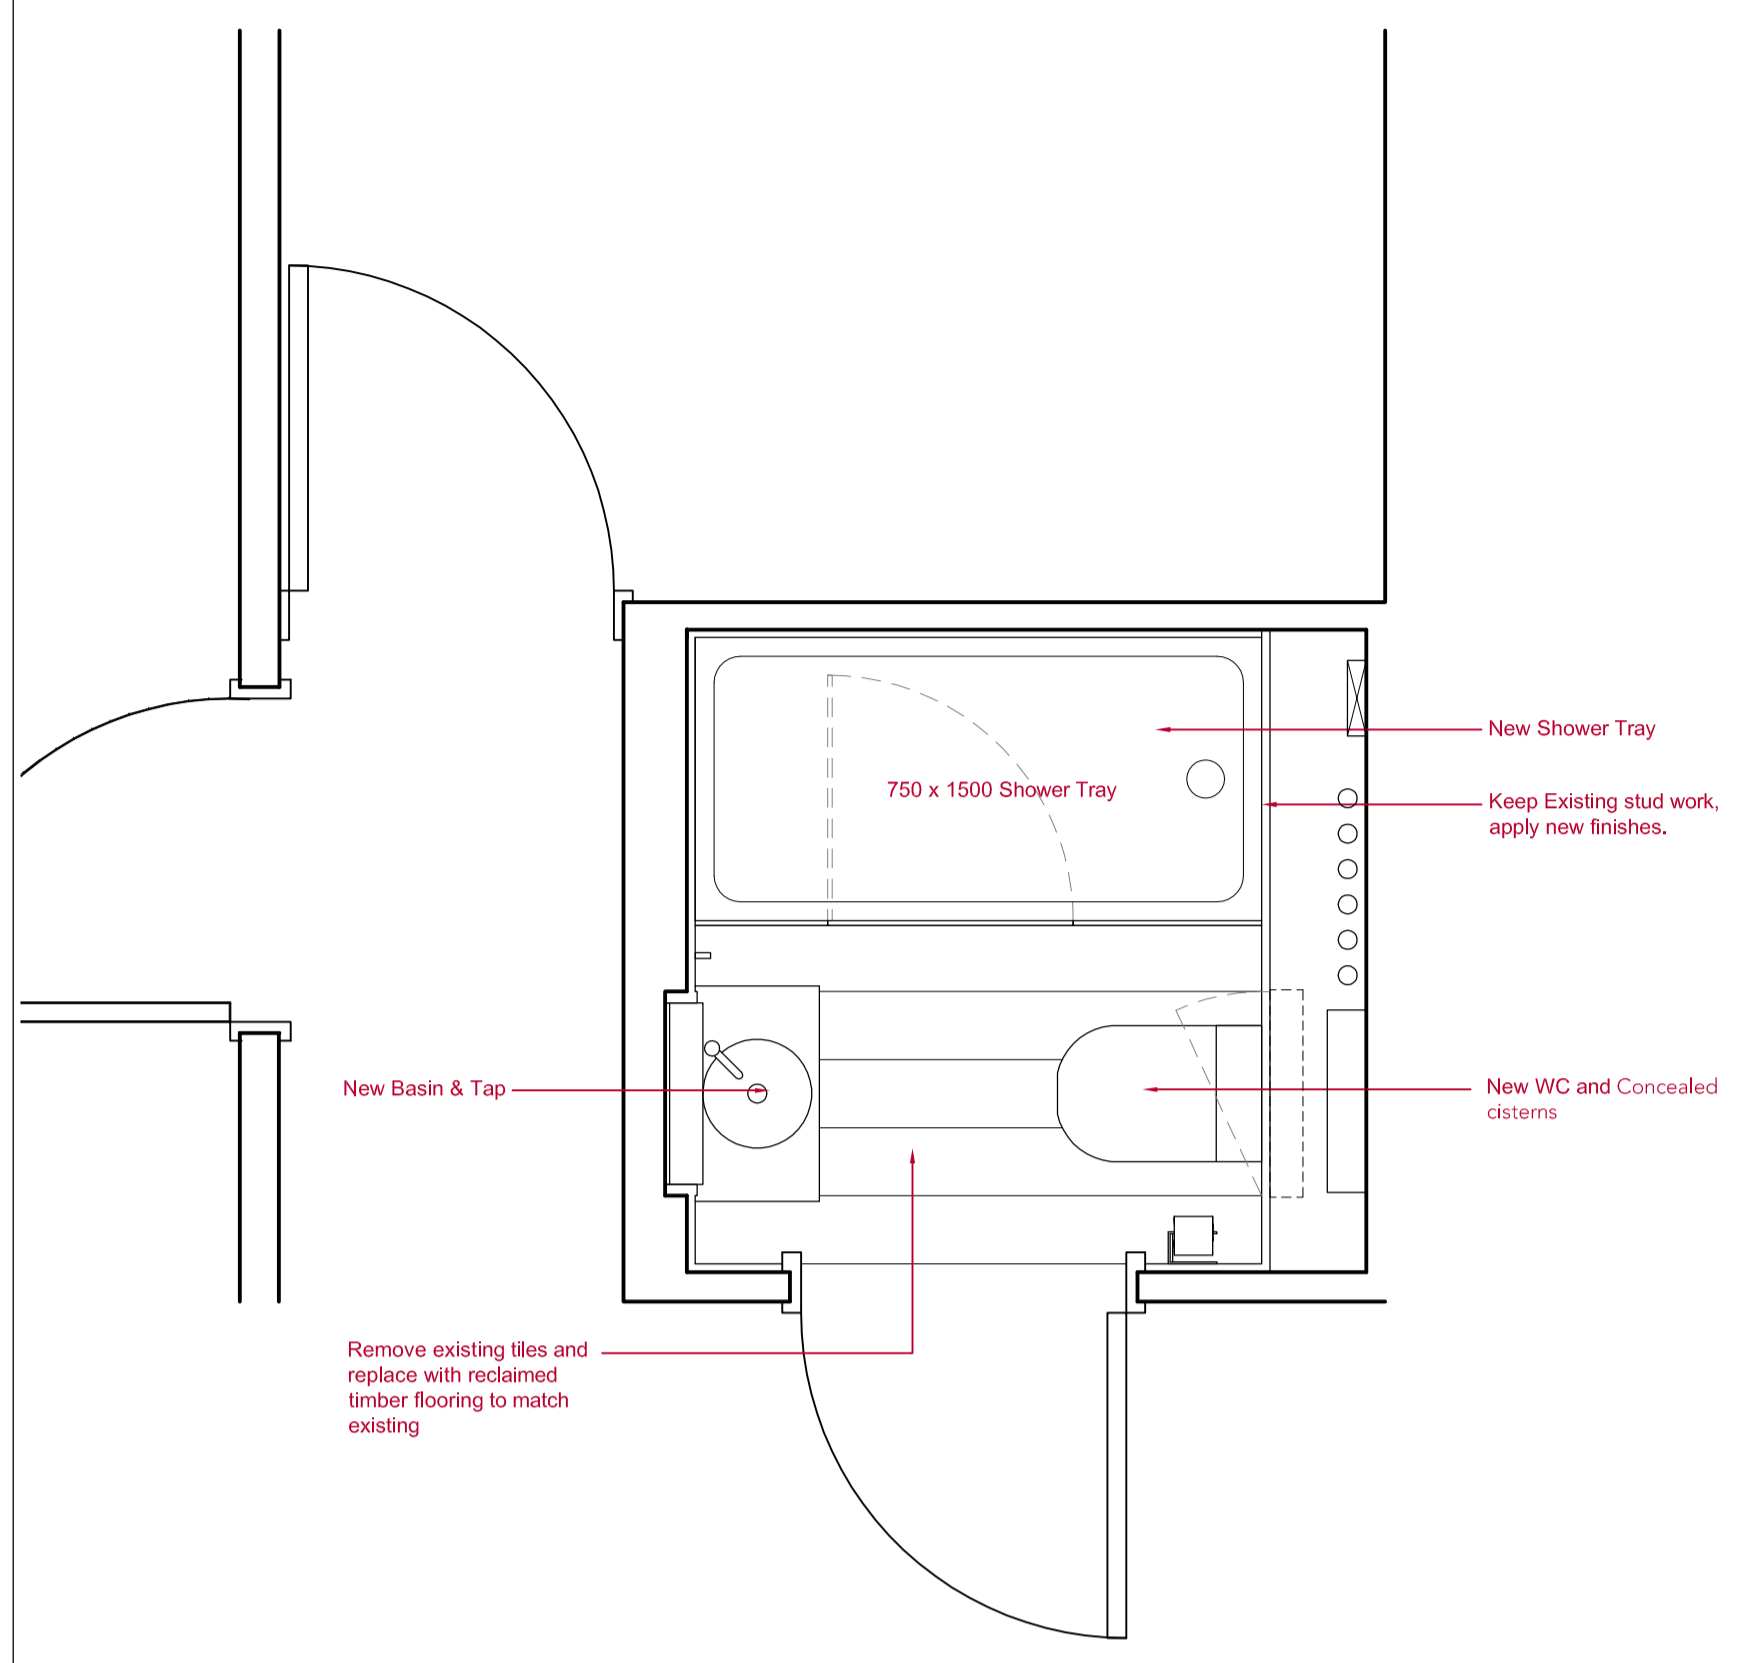 New Shower Tray
750 x 1500 Shower Tray
Keep Existing stud work,
apply new finishes.
New Basin & Tap
New WC and Concealed
cisterns
Remove existing tiles and
replace with reclaimed
timber flooring to match
existing